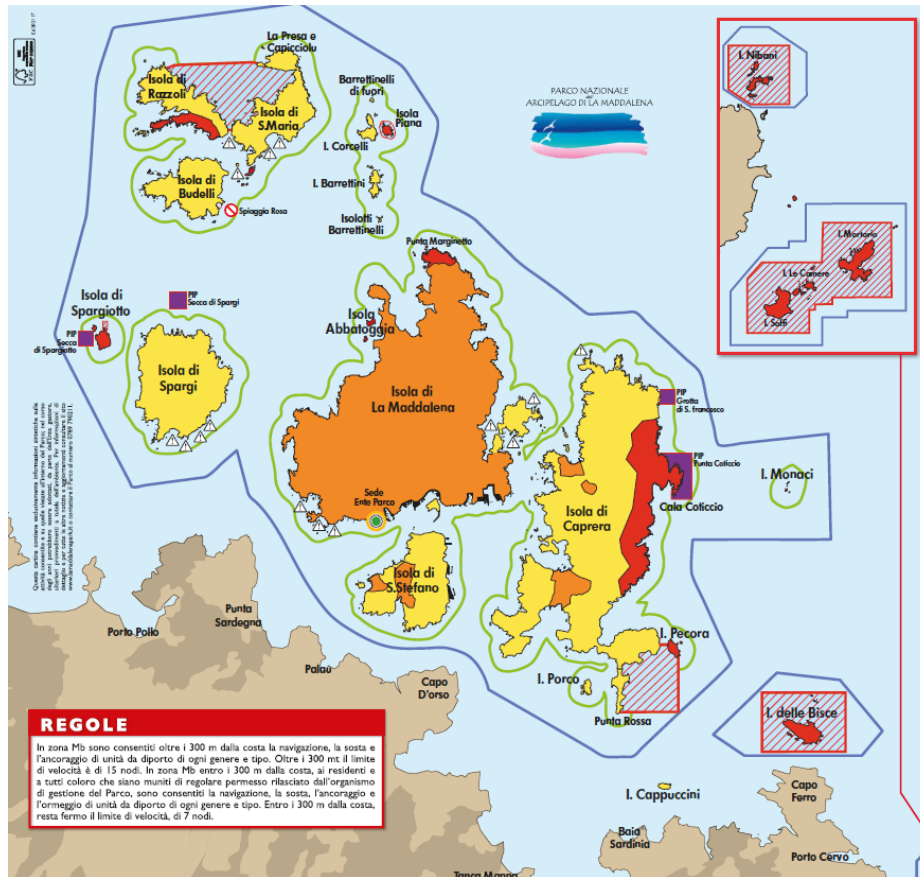 La Presa e
Capicciolu
Isola di
Razzoli
Isola di
S.Maria
Barrettinelli
di fuori
Isola
Piana
I. Corcelli
Isola di
Budelli
I. Barrettini
Spiaggia Rosa
Isolotti
Barrettinelli
PARCO NAZIONALE
ARCIPELAGO DI LA MADDALENA
I. Nibani
I. Mortorio
I. Le Camere
I. Soffi
Punta Marginetto
Isola di
Spargiotto
PIP
Secca di Spargi
PIP
Secca
di Spargiotto
Isola
Abbatoggia
Isola di
Spargi
Isola di
La Maddalena
PIP
Grotta
di S. francesco
PIP
Punta Coticcio
I. Monaci
Cala Coticcio
Sede
Ente Parco
Isola di
Caprera
Isola di
S.Stefano
Punta
Sardegna
Porto Pollo
Palau
Capo
D'orso
I. Pecora
I. Porco
Punta Rossa
I. delle Bisce
REGOLE
In zona Mb sono consentiti oltre i 300 m dalla costa la navigazione, la sosta e
l'ancoraggio di unità da diporto di ogni genere e tipo. Oltre i 300 mt il limite
di velocità è di 15 nodi. In zona Mb entro i 300 m dalla costa, ai residenti e
a tutti coloro che siano muniti di regolare permesso rilasciato dall'organismo
di gestione del Parco, sono consentiti la navigazione, la sosta, l'ancoraggio e
l'ormeggio di unità da diporto di ogni genere e tipo. Entro i 300 m dalla costa,
resta fermo il limite di velocità, di 7 nodi.
I. Cappuccini
Capo
Ferro
Baia
Sardinia
Porto Cervo